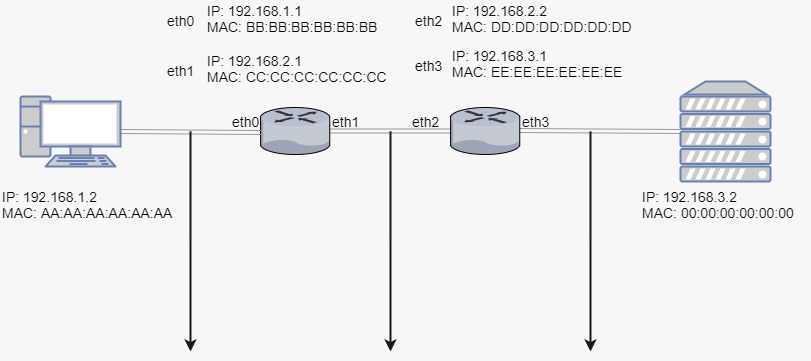 eth0
IP: 192.168.1.1
MAC: BB:BB:BB:BB:BB:BB
eth2
IP: 192.168.2.2
MAC: DD:DD:DD:DD:DD:DD
eth1
IP: 192.168.2.1
MAC: CC:CC:CC:CC:CC:CC
eth3
IP: 192.168.3.1
MAC: EE:EE:EE:EE:EE:EE
eth0
eth1
eth2
eth3
IP: 192.168.1.2
MAC: AA:AA:AA:AA:AA:AA
IP: 192.168.3.2
MAC: 00:00:00:00:00:00